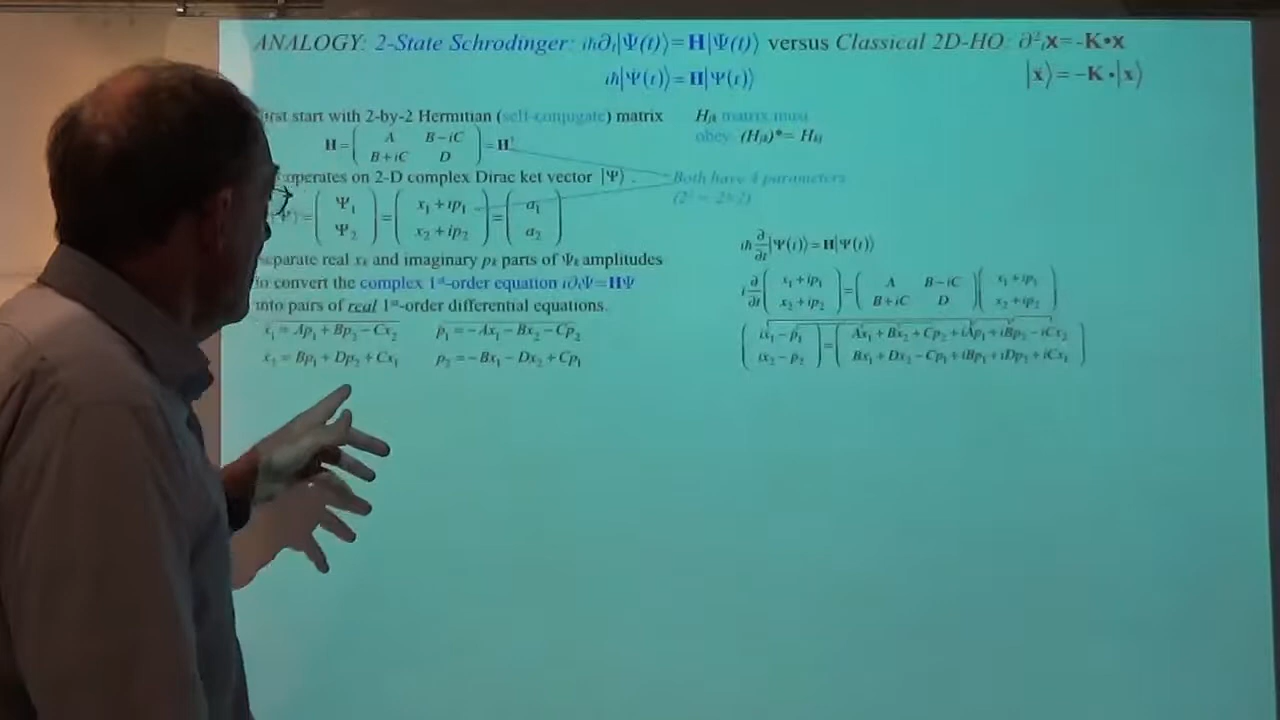 ANALOGY: 2-State Schrodinger: iħ∂ₜ|Ψ(t)⟩=H|Ψ(t)⟩ versus Classical 2D-HO: ∂²ₜx=-K•x
iħ|Ψ̇(t)⟩=H|Ψ(t)⟩ |ẍ⟩=-K•|x⟩
First start with 2-by-2 Hermitian (self-conjugate) matrix Hⱼₖ matrix must
H = ( A B−iC ) = H† obey (Hⱼₖ)*= Hₖⱼ
( B+iC D )
operates on 2-D complex Dirac ket vector |Ψ⟩ . Both have 4 parameters
(2² = 2×2)
= ( Ψ₁ ) = ( x₁ + ip₁ ) = ( a₁ )
( Ψ₂ ) ( x₂ + ip₂ ) ( a₂ )
iħ ∂/∂t |Ψ(t)⟩=H|Ψ(t)⟩
separate real xₖ and imaginary pₖ parts of Ψₖ amplitudes
to convert the complex 1ˢᵗ-order equation i∂ₜΨ=HΨ
into pairs of real 1ˢᵗ-order differential equations.
i ∂/∂t ( x₁ + ip₁ ) = ( A B−iC ) ( x₁ + ip₁ )
( x₂ + ip₂ ) ( B+iC D ) ( x₂ + ip₂ )
ẋ₁ = Ap₁ + Bp₂ − Cx₂ ṗ₁ = −Ax₁ − Bx₂ − Cp₂
ẋ₂ = Bp₁ + Dp₂ + Cx₁ ṗ₂ = −Bx₁ − Dx₂ + Cp₁
( iẋ₁ − ṗ₁ ) = ( Ax₁ + Bx₂ + Cp₂ + iAp₁ + iBp₂ − iCx₂ )
( iẋ₂ − ṗ₂ ) ( Bx₁ + Dx₂ − Cp₁ + iBp₁ + iDp₂ + iCx₁ )